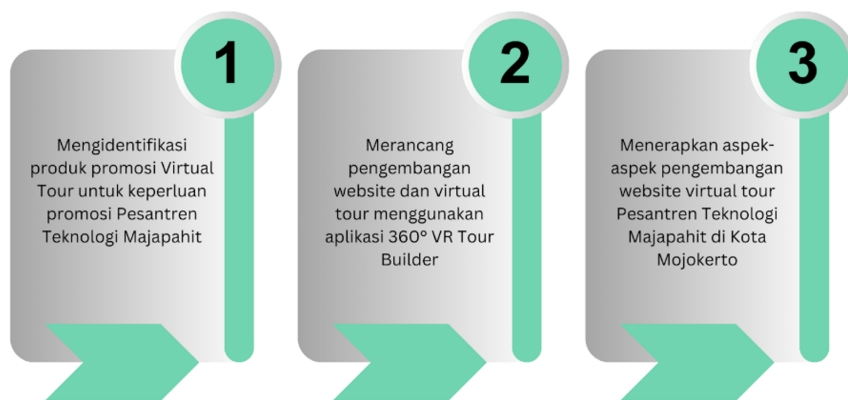 1
Mengidentifikasi
produk promosi Virtual
Tour untuk keperluan
promosi Pesantren
Teknologi Majapahit
2
Merancang
pengembangan
website dan virtual
tour menggunakan
aplikasi 360° VR Tour
Builder
3
Menerapkan aspek-
aspek pengembangan
website virtual tour
Pesantren Teknologi
Majapahit di Kota
Mojokerto